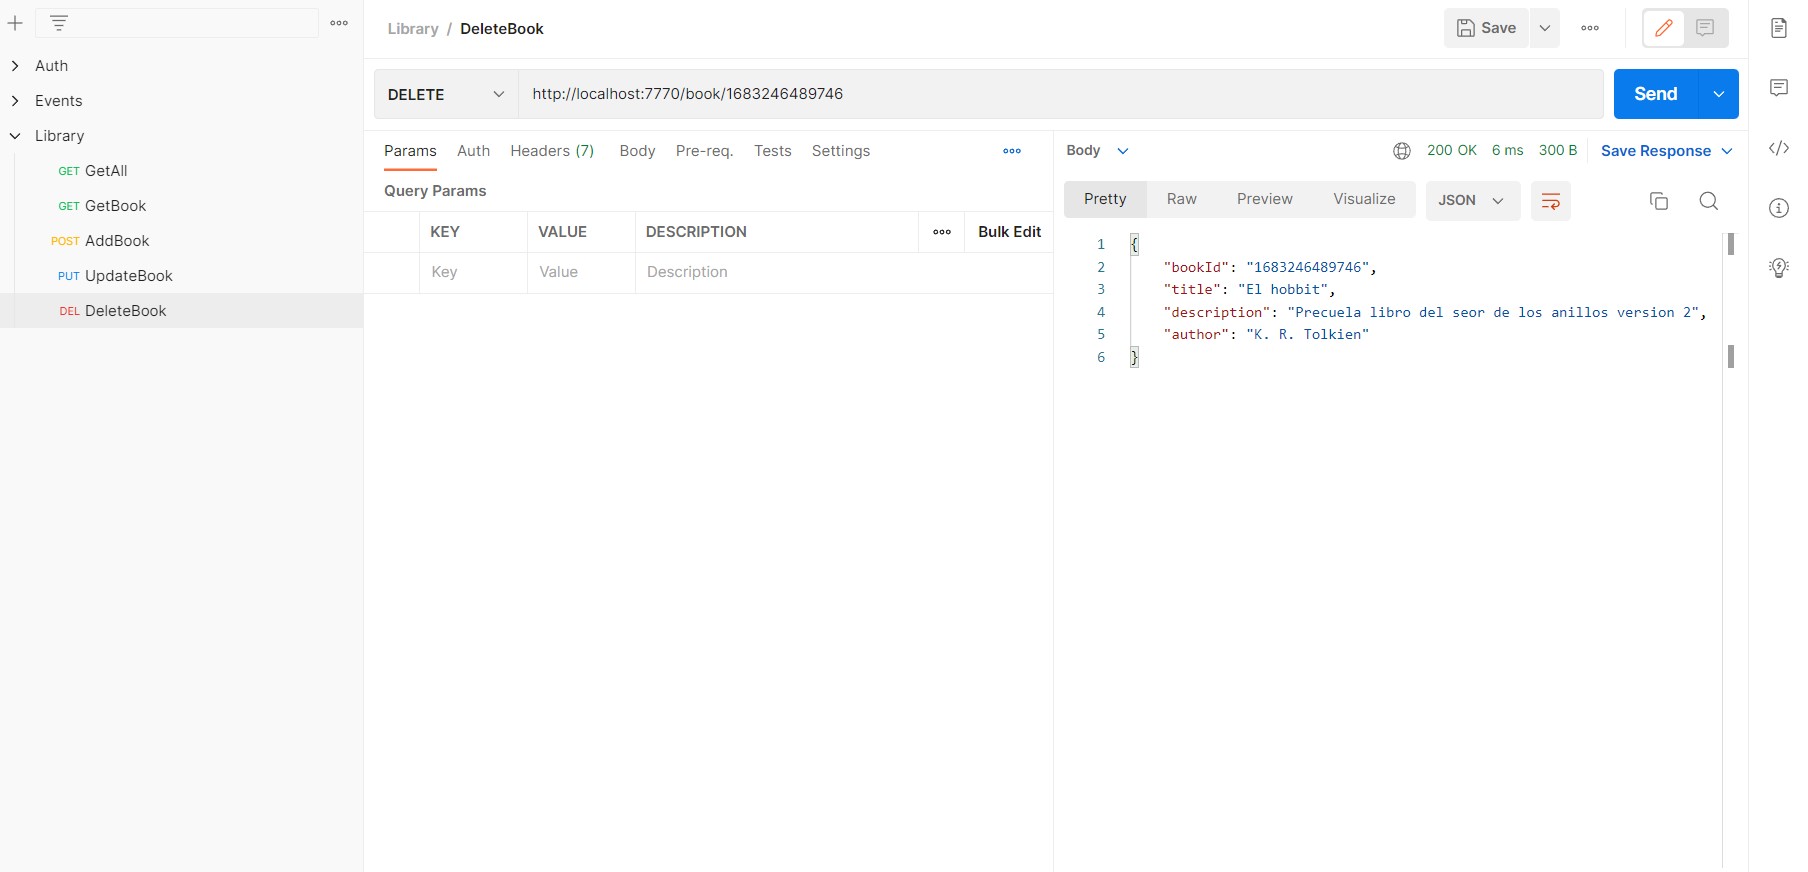 Library / DeleteBook
Save
Auth
Events
Library
GET GetAll
GET GetBook
POST AddBook
PUT UpdateBook
DEL DeleteBook
DELETE
http://localhost:7770/book/1683246489746
Send
Params Auth Headers (7) Body Pre-req. Tests Settings
Query Params
KEY VALUE DESCRIPTION Bulk Edit
Key Value Description
Body 200 OK 6 ms 300 B Save Response
Pretty Raw Preview Visualize JSON
1 {
2 "bookId": "1683246489746",
3 "title": "El hobbit",
4 "description": "Precuela libro del seor de los anillos version 2",
5 "author": "K. R. Tolkien"
6 }